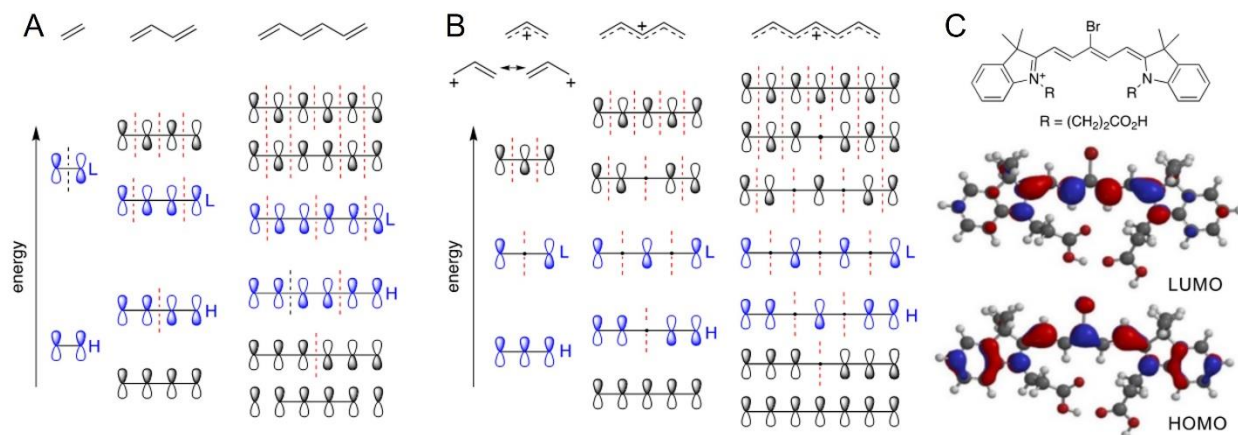 A
B
C
+
+
+
+
+
Br
N+
N
R
R
R = (CH2)2CO2H
energy
L
H
L
H
L
H
energy
L
H
L
H
L
H
LUMO
HOMO